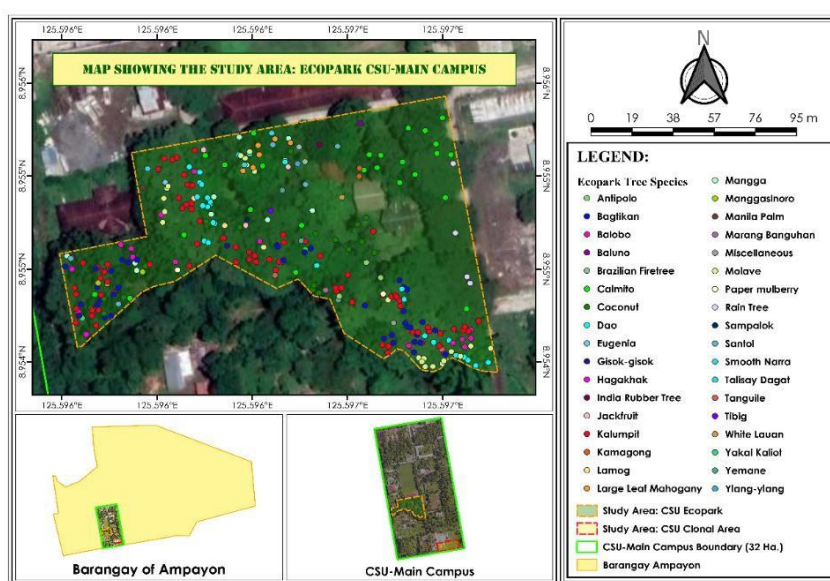 125.596°E 125.596°E 125.596°E 125.597°E 125.597°E
MAP SHOWING THE STUDY AREA: ECOPARK CSU-MAIN CAMPUS
8.956°N 8.956°N
8.955°N 8.955°N
8.955°N 8.955°N
8.954°N 8.954°N
125.596°E 125.596°E 125.596°E 125.597°E 125.597°E
Barangay of Ampayon
CSU-Main Campus
N
0 19 38 57 76 95 m
LEGEND:
Ecopark Tree Species
Antipolo
Bagtikan
Balobo
Baluno
Brazilian Firetree
Calmito
Coconut
Dao
Eugenia
Gisok-gisok
Hagakhak
India Rubber Tree
Jackfruit
Kalumpit
Kamagong
Lamog
Large Leaf Mahogany
Mangga
Manggasinoro
Manila Palm
Marang Banguhan
Miscellaneous
Molave
Paper mulberry
Rain Tree
Sampalok
Santol
Smooth Narra
Talisay Dagat
Tanguile
Tibig
White Lauan
Yakal Kaliot
Yemane
Ylang-ylang
Study Area: CSU Ecopark
Study Area: CSU Clonal Area
CSU-Main Campus Boundary (32 Ha.)
Barangay Ampayon